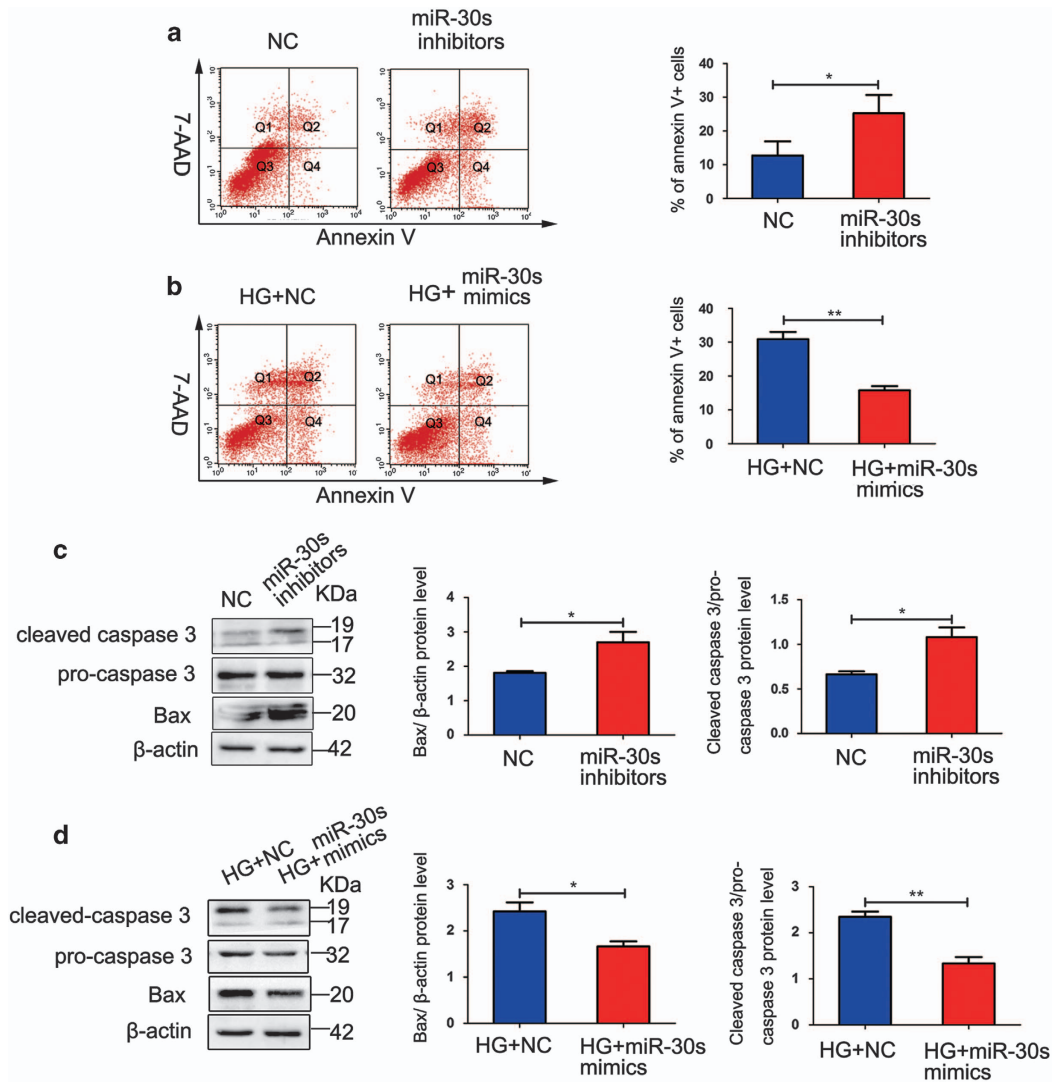 a
NC
miR-30s
inhibitors
7-AAD
Q1
Q2
Q3
Q4
Q1
Q2
Q3
Q4
Annexin V
% of annexin V+ cells
40
30
20
10
0
*
NC
miR-30s
inhibitors
b
HG+NC
HG+ miR-30s
mimics
7-AAD
Q1
Q2
Q3
Q4
Q1
Q2
Q3
Q4
Annexin V
% of annexin V+ cells
40
30
20
10
0
**
HG+NC
HG+miR-30s
mimics
c
NC
miR-30s
inhibitors
KDa
cleaved caspase 3
19
17
pro-caspase 3
32
Bax
20
β-actin
42
Bax/ β-actin protein level
4
3
2
1
0
*
NC
miR-30s
inhibitors
Cleaved caspase 3/pro-
caspase 3 protein level
1.5
1.0
0.5
0.0
*
NC
miR-30s
inhibitors
d
HG+NC
HG+ miR-30s
mimics
KDa
cleaved-caspase 3
19
17
pro-caspase 3
32
Bax
20
β-actin
42
Bax/ β-actin protein level
3
2
1
0
*
HG+NC
HG+miR-30s
mimics
Cleaved caspase 3/pro-
caspase 3 protein level
3
2
1
0
**
HG+NC
HG+miR-30s
mimics